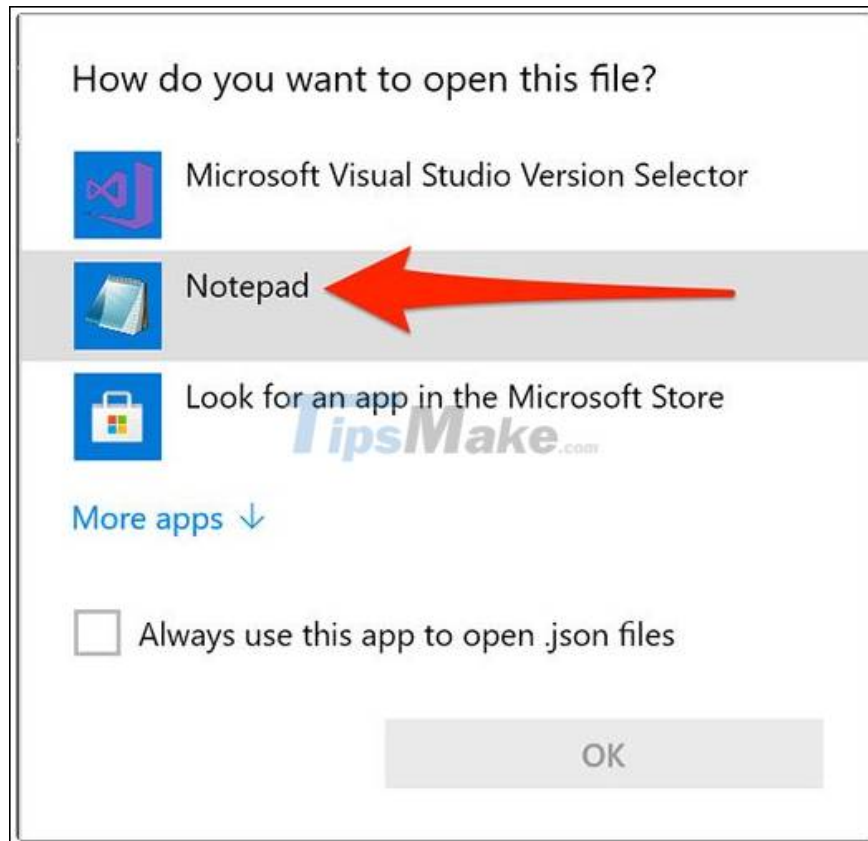 How do you want to open this file?
Microsoft Visual Studio Version Selector
Notepad
Look for an app in the Microsoft Store
TipsMake.com
More apps ↓
Always use this app to open .json files
OK